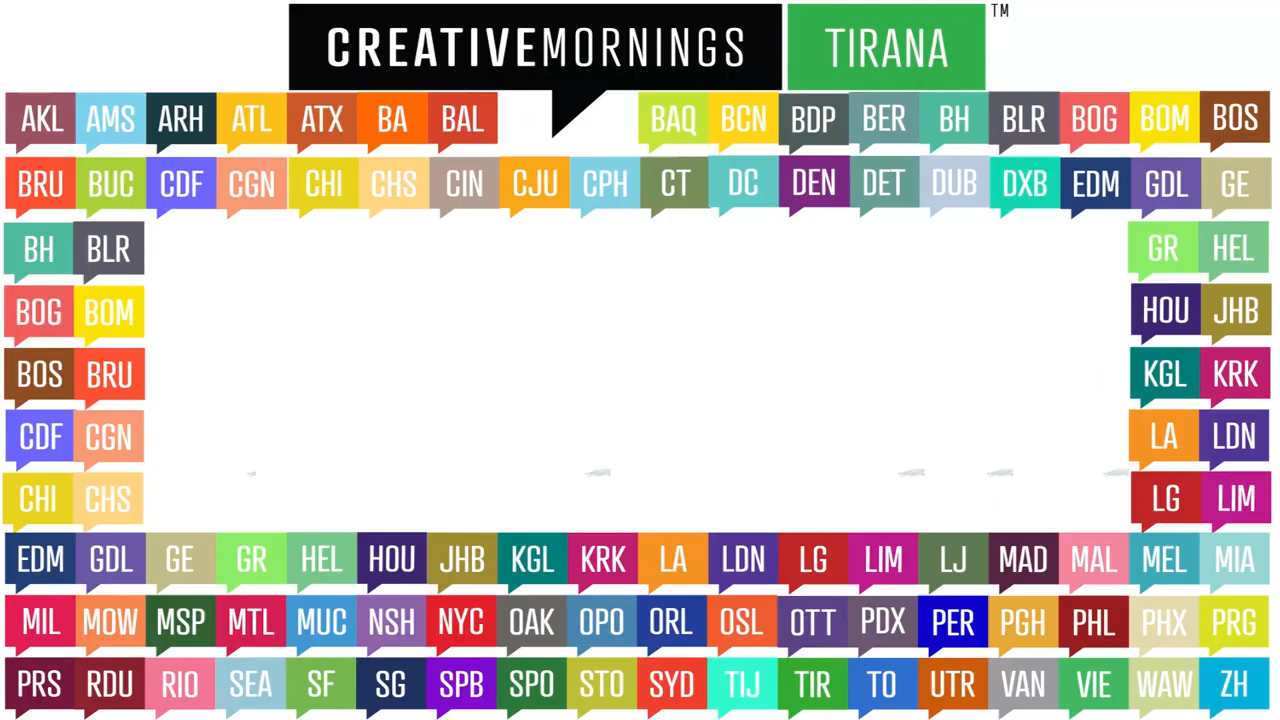 CREATIVEMORNINGS TIRANA ™
AKL AMS ARH ATL ATX BA BAL BAQ BCN BDP BER BH BLR BOG BOM BOS
BRU BUC CDF CGN CHI CHS CIN CJU CPH CT DC DEN DET DUB DXB EDM GDL GE
BH BLR GR HEL
BOG BOM HOU JHB
BOS BRU KGL KRK
CDF CGN LA LDN
CHI CHS LG LIM
EDM GDL GE GR HEL HOU JHB KGL KRK LA LDN LG LIM LJ MAD MAL MEL MIA
MIL MOW MSP MTL MUC NSH NYC OAK OPO ORL OSL OTT PDX PER PGH PHL PHX PRG
PRS RDU RIO SEA SF SG SPB SPO STO SYD TIJ TIR TO UTR VAN VIE WAW ZH